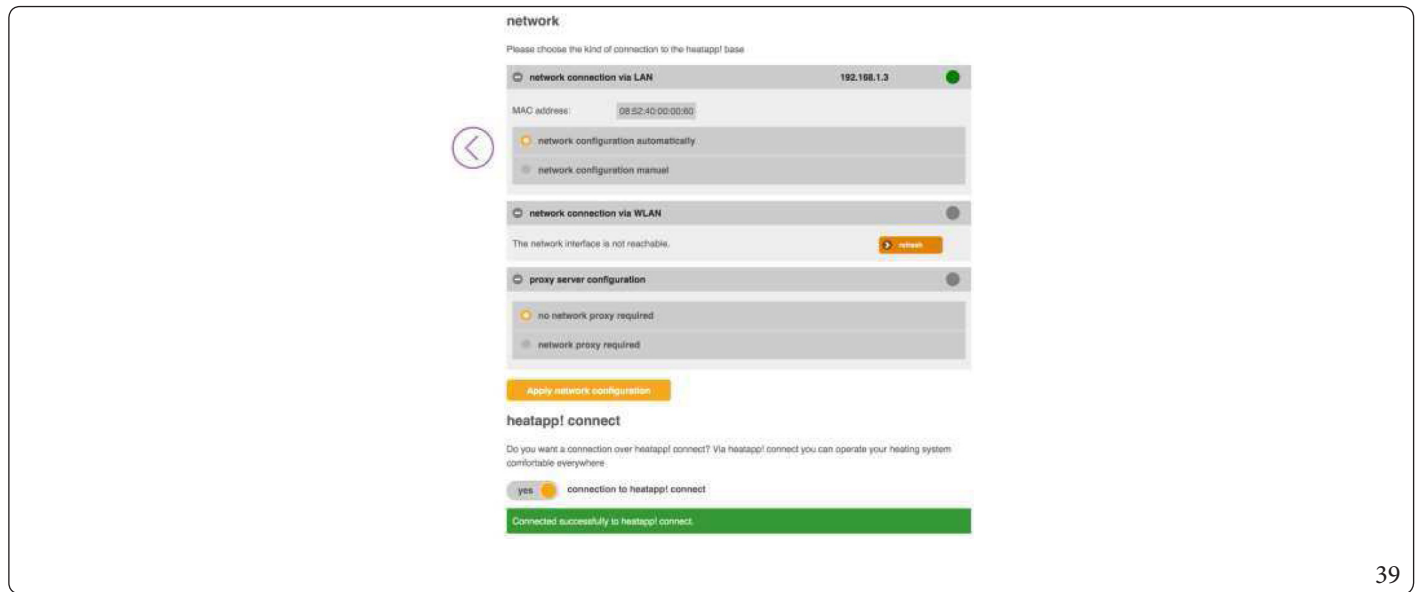 network
Please choose the kind of connection to the heatapp! base
network connection via LAN 192.168.1.3
MAC address: 08:52:40:00:00:60
network configuration automatically
network configuration manuel
network connection via WLAN
The network interface is not reachable. refresh
proxy server configuration
no network proxy required
network proxy required
Apply network configuration
heatapp! connect
Do you want a connection over heatapp! connect? Via heatapp! connect you can operate your heating system
comfortable everywhere
yes connection to heatapp! connect
Connected successfully to heatapp! connect.
39